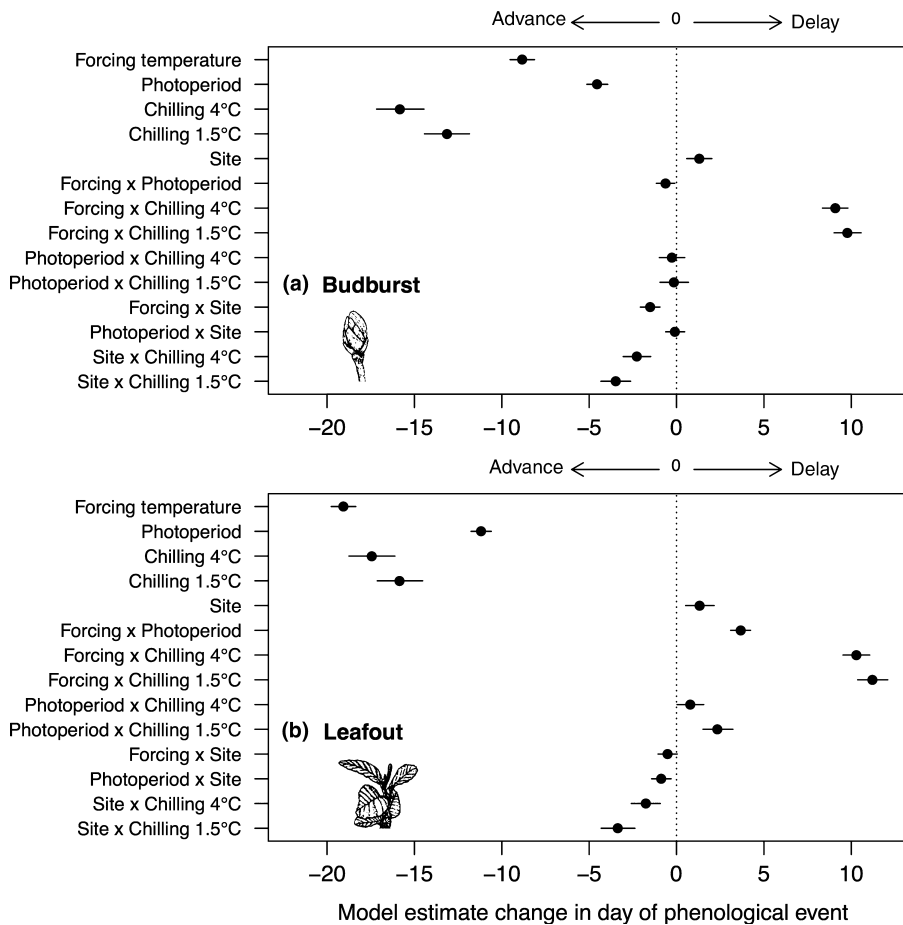 Advance 0 Delay
Forcing temperature
Photoperiod
Chilling 4°C
Chilling 1.5°C
Site
Forcing x Photoperiod
Forcing x Chilling 4°C
Forcing x Chilling 1.5°C
Photoperiod x Chilling 4°C
Photoperiod x Chilling 1.5°C
Forcing x Site
Photoperiod x Site
Site x Chilling 4°C
Site x Chilling 1.5°C
(a) Budburst
−20 −15 −10 −5 0 5 10
Advance 0 Delay
Forcing temperature
Photoperiod
Chilling 4°C
Chilling 1.5°C
Site
Forcing x Photoperiod
Forcing x Chilling 4°C
Forcing x Chilling 1.5°C
Photoperiod x Chilling 4°C
Photoperiod x Chilling 1.5°C
Forcing x Site
Photoperiod x Site
Site x Chilling 4°C
Site x Chilling 1.5°C
(b) Leafout
−20 −15 −10 −5 0 5 10
Model estimate change in day of phenological event